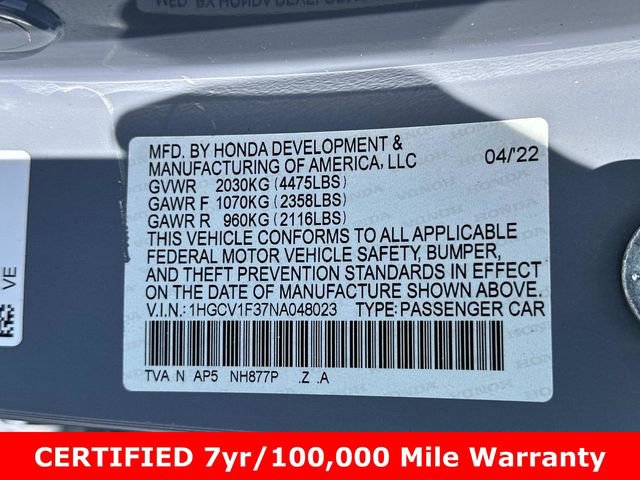 MFD. BY HONDA DEVELOPMENT &
MANUFACTURING OF AMERICA, LLC 04/'22
GVWR 2030KG (4475LBS)
GAWR F 1070KG (2358LBS)
GAWR R 960KG (2116LBS)
THIS VEHICLE CONFORMS TO ALL APPLICABLE
FEDERAL MOTOR VEHICLE SAFETY, BUMPER,
AND THEFT PREVENTION STANDARDS IN EFFECT
ON THE DATE OF MANUFACTURE SHOWN ABOVE.
V.I.N.: 1HGCV1F37NA048023 TYPE:PASSENGER CAR
TVA N AP5 NH877P .Z .A
VE
CERTIFIED 7yr/100,000 Mile Warranty